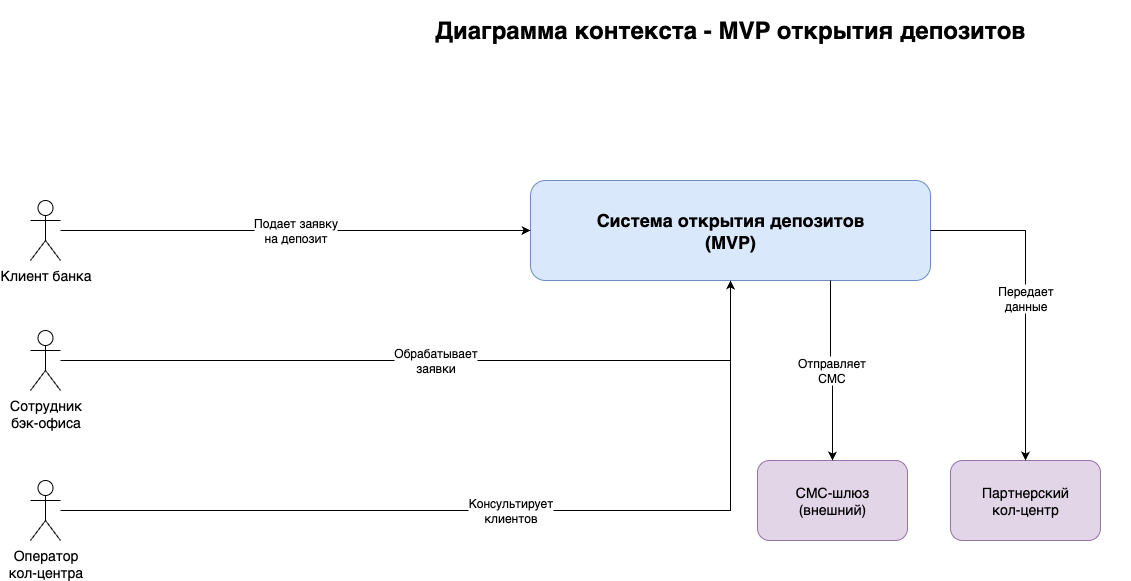 Диаграмма контекста - MVP открытия депозитов
Подает заявку
на депозит
Система открытия депозитов
(MVP)
Клиент банка
Передает
данные
Обрабатывает
заявки
Отправляет
СМС
Сотрудник
бэк-офиса
Консультирует
клиентов
СМС-шлюз
(внешний)
Партнерский
кол-центр
Оператор
кол-центра